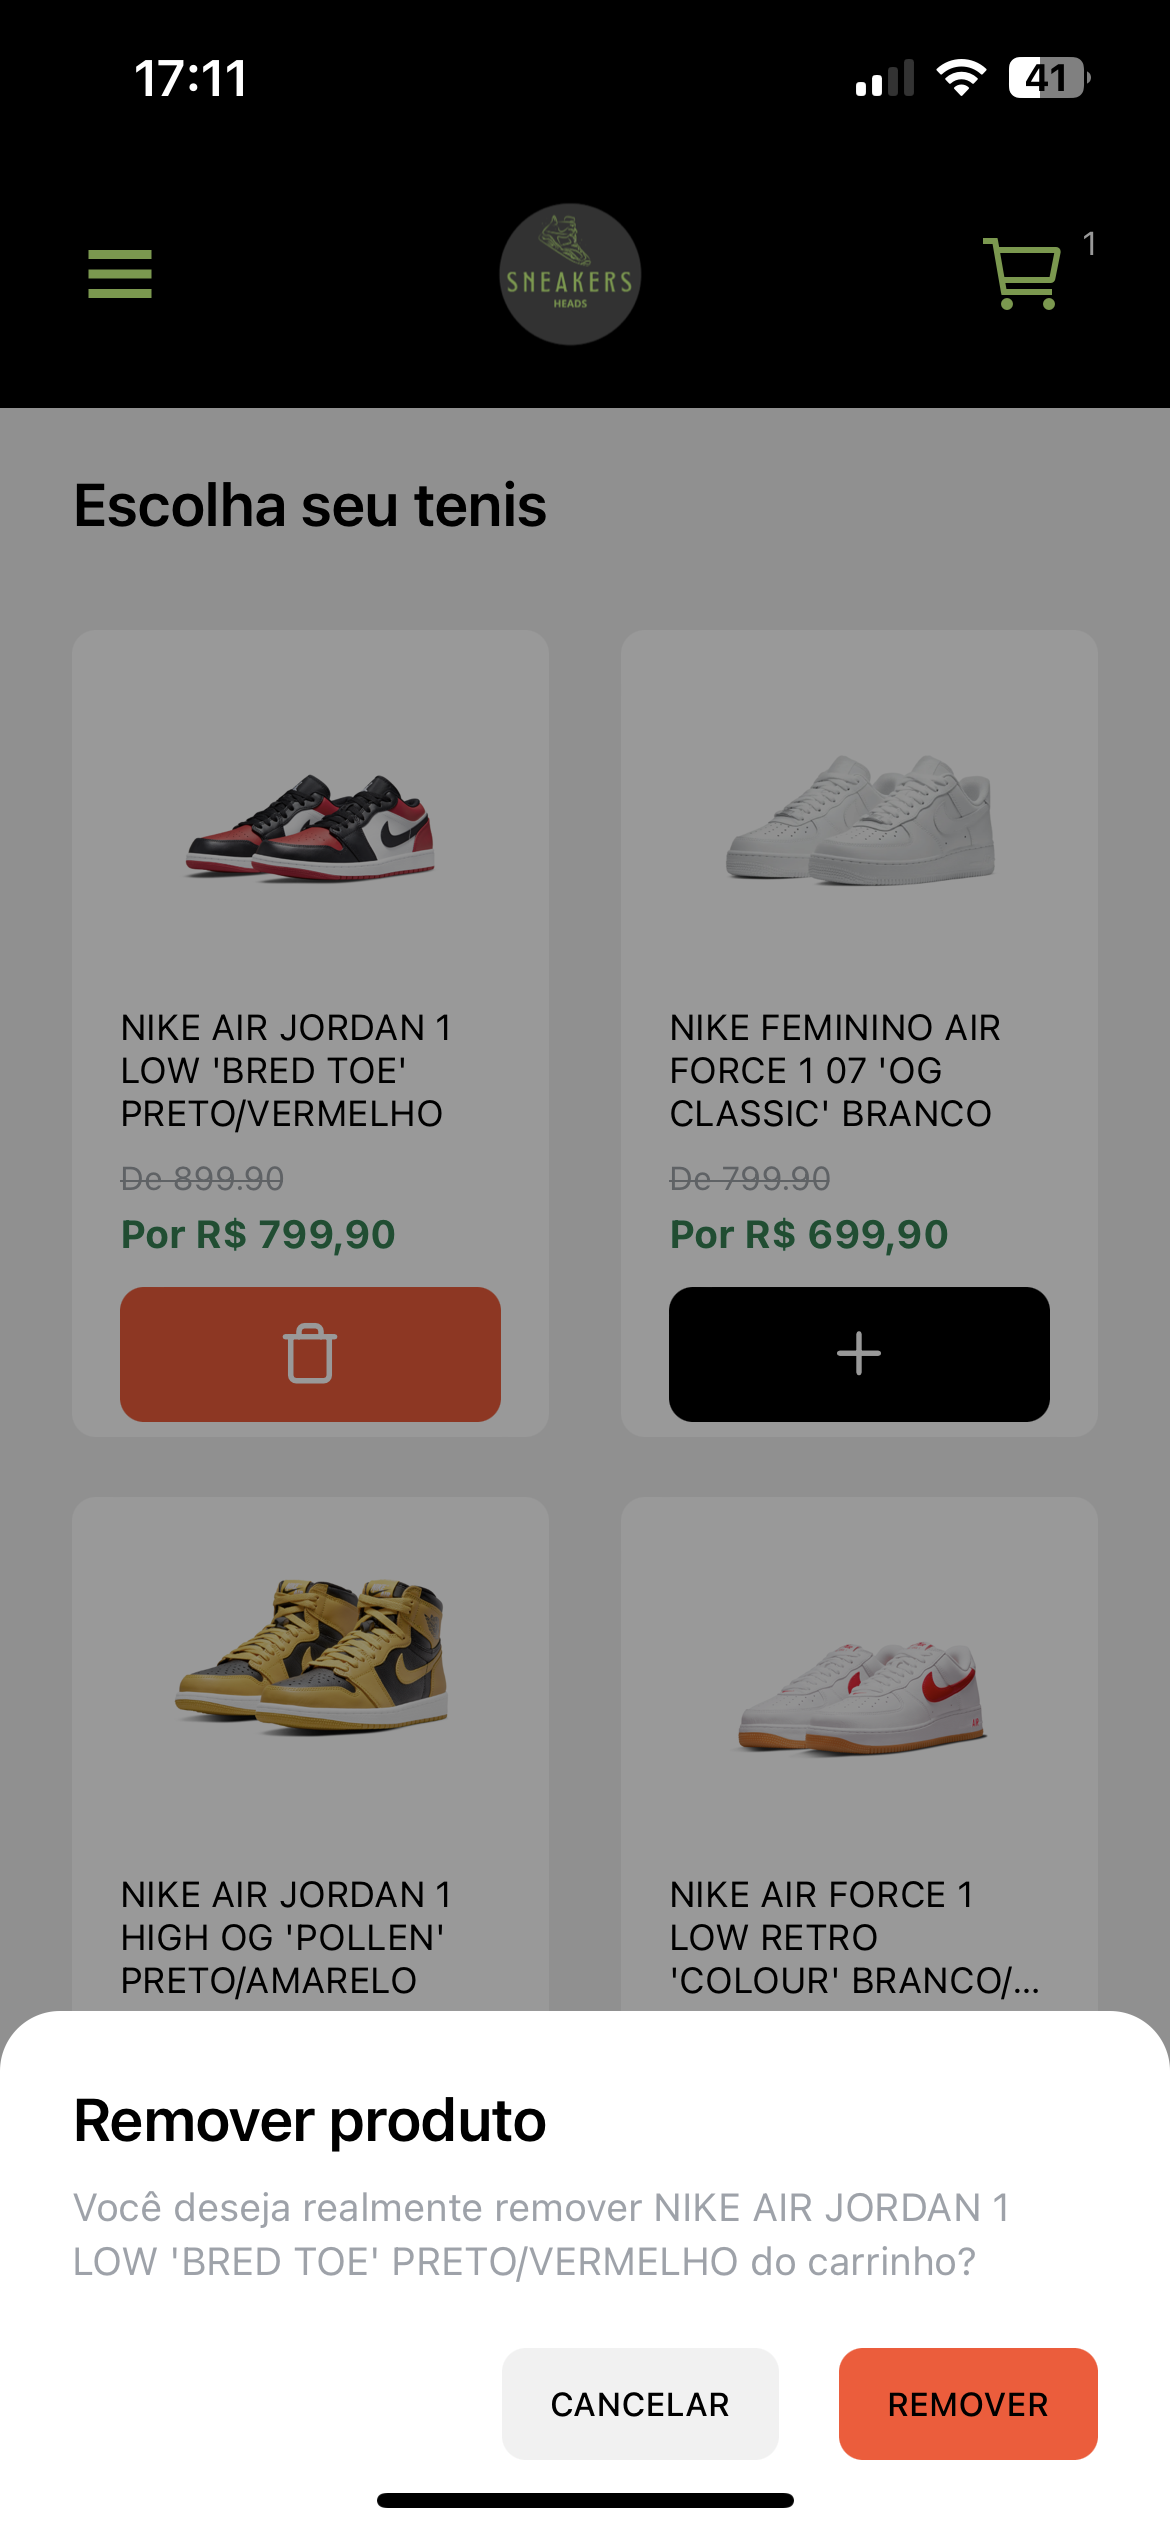 17:11
41
SNEAKERS
HEADS
1
Escolha seu tenis
NIKE AIR JORDAN 1
LOW 'BRED TOE'
PRETO/VERMELHO
De 899.90
Por R$ 799,90
NIKE FEMININO AIR
FORCE 1 07 'OG
CLASSIC' BRANCO
De 799.90
Por R$ 699,90
NIKE AIR JORDAN 1
HIGH OG 'POLLEN'
PRETO/AMARELO
NIKE AIR FORCE 1
LOW RETRO
'COLOUR' BRANCO/...
Remover produto
Você deseja realmente remover NIKE AIR JORDAN 1
LOW 'BRED TOE' PRETO/VERMELHO do carrinho?
CANCELAR
REMOVER